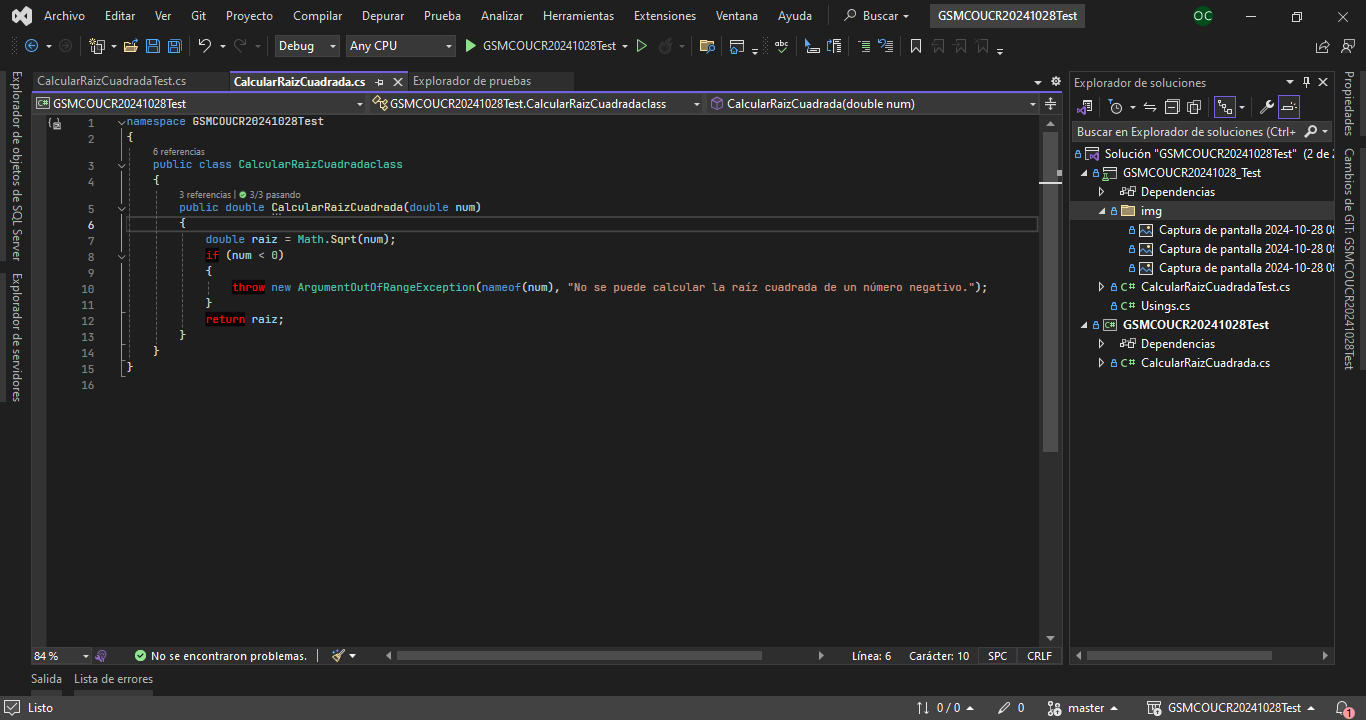 Archivo Editar Ver Git Proyecto Compilar Depurar Prueba Analizar Herramientas Extensiones Ventana Ayuda Buscar GSMCOUCR20241028Test OC
Debug Any CPU GSMCOUCR20241028Test
CalcularRaizCuadradaTest.cs CalcularRaizCuadrada.cs Explorador de pruebas
GSMCOUCR20241028Test GSMCOUCR20241028Test.CalcularRaizCuadradaclass CalcularRaizCuadrada(double num)
1 namespace GSMCOUCR20241028Test
2 {
6 referencias
3 public class CalcularRaizCuadradaclass
4 {
3 referencias | 3/3 pasando
5 public double CalcularRaizCuadrada(double num)
6 {
7 double raiz = Math.Sqrt(num);
8 if (num < 0)
9 {
10 throw new ArgumentOutOfRangeException(nameof(num), "No se puede calcular la raíz cuadrada de un número negativo.");
11 }
12 return raiz;
13 }
14 }
15 }
16
84 % No se encontraron problemas. Línea: 6 Carácter: 10 SPC CRLF
Explorador de objetos de SQL Server
Explorador de servidores
Explorador de soluciones
Buscar en Explorador de soluciones (Ctrl+
Solución "GSMCOUCR20241028Test" (2 de 2
GSMCOUCR20241028_Test
Dependencias
img
Captura de pantalla 2024-10-28 08
Captura de pantalla 2024-10-28 08
Captura de pantalla 2024-10-28 08
C# CalcularRaizCuadradaTest.cs
C# Usings.cs
C# GSMCOUCR20241028Test
Dependencias
C# CalcularRaizCuadrada.cs
Propiedades
Cambios de GIT: GSMCOUCR20241028Test
Salida Lista de errores
Listo 0 / 0 0 master GSMCOUCR20241028Test 1